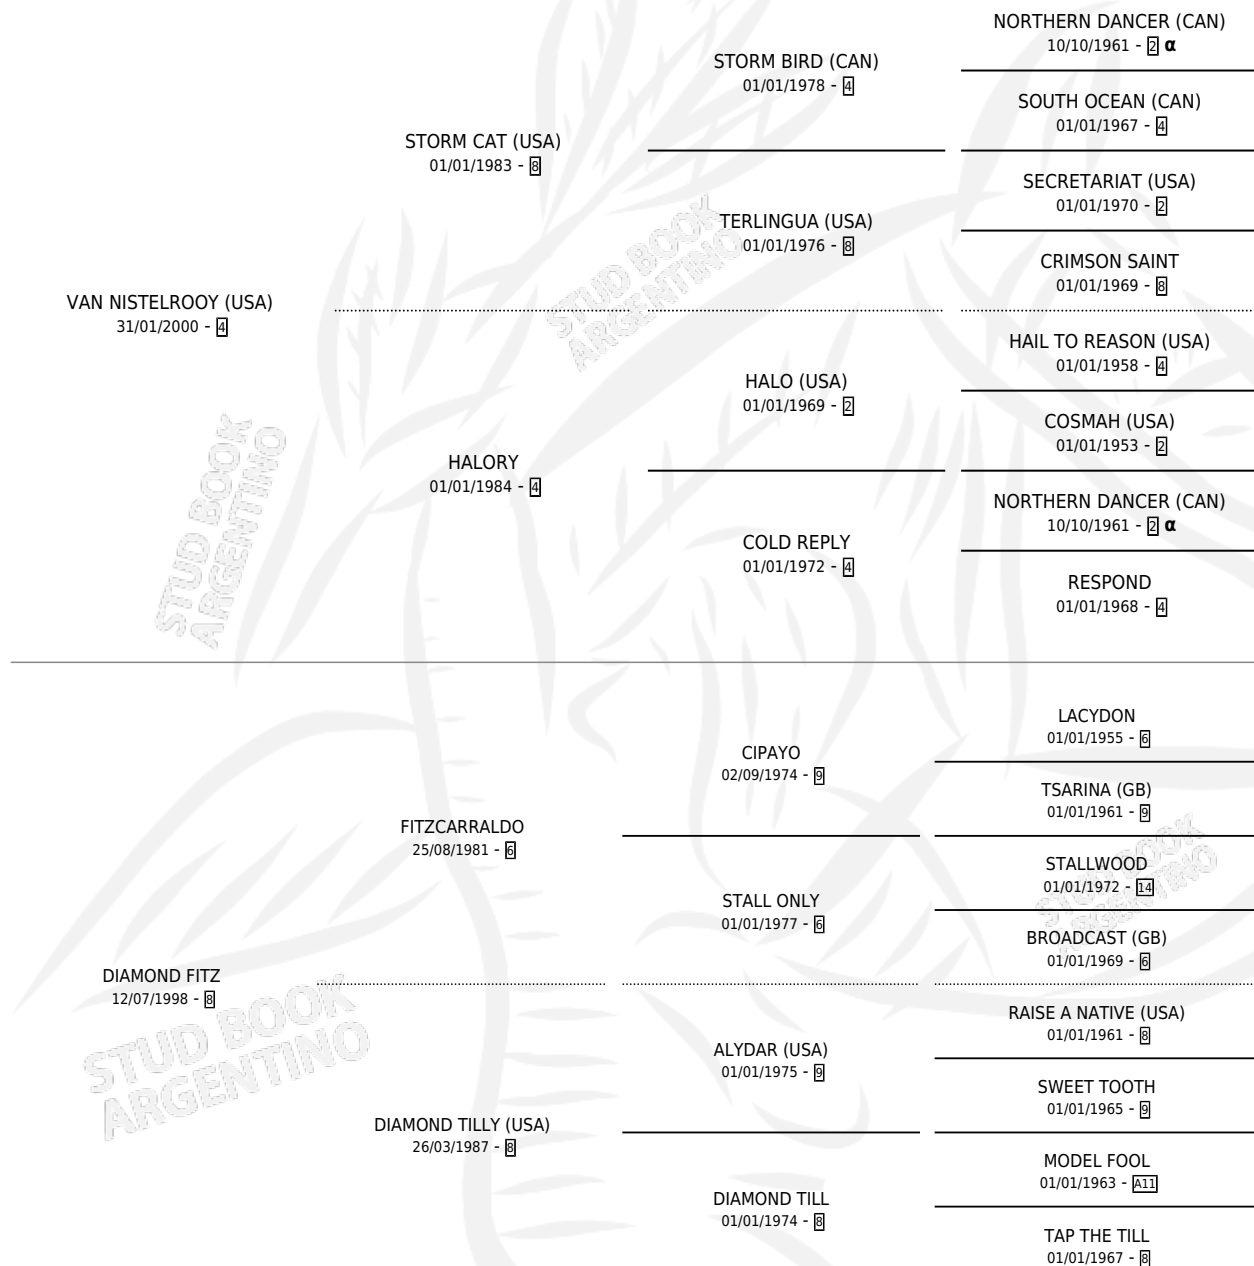 NORTHERN DANCER (CAN)
10/10/1961 - 2 α
STORM BIRD (CAN)
01/01/1978 - 4
SOUTH OCEAN (CAN)
01/01/1967 - 4
STORM CAT (USA)
01/01/1983 - 8
SECRETARIAT (USA)
01/01/1970 - 2
TERLINGUA (USA)
01/01/1976 - 8
CRIMSON SAINT
01/01/1969 - 8
VAN NISTELROOY (USA)
31/01/2000 - 4
HAIL TO REASON (USA)
01/01/1958 - 4
HALO (USA)
01/01/1969 - 2
COSMAH (USA)
01/01/1953 - 2
HALORY
01/01/1984 - 4
NORTHERN DANCER (CAN)
10/10/1961 - 2 α
COLD REPLY
01/01/1972 - 4
RESPOND
01/01/1968 - 4
LACYDON
01/01/1955 - 6
CIPAYO
02/09/1974 - 9
TSARINA (GB)
01/01/1961 - 9
FITZCARRALDO
25/08/1981 - 6
STALLWOOD
01/01/1972 - 14
STALL ONLY
01/01/1977 - 6
BROADCAST (GB)
01/01/1969 - 6
DIAMOND FITZ
12/07/1998 - 8
RAISE A NATIVE (USA)
01/01/1961 - 8
ALYDAR (USA)
01/01/1975 - 9
SWEET TOOTH
01/01/1965 - 9
DIAMOND TILLY (USA)
26/03/1987 - 8
MODEL FOOL
01/01/1963 - A11
DIAMOND TILL
01/01/1974 - 8
TAP THE TILL
01/01/1967 - 8
STUD BOOK
ARGENTINO
STUD BOOK
ARGENTINO
STUD BOOK
ARGENTINO
STUD BOOK
ARGENTINO